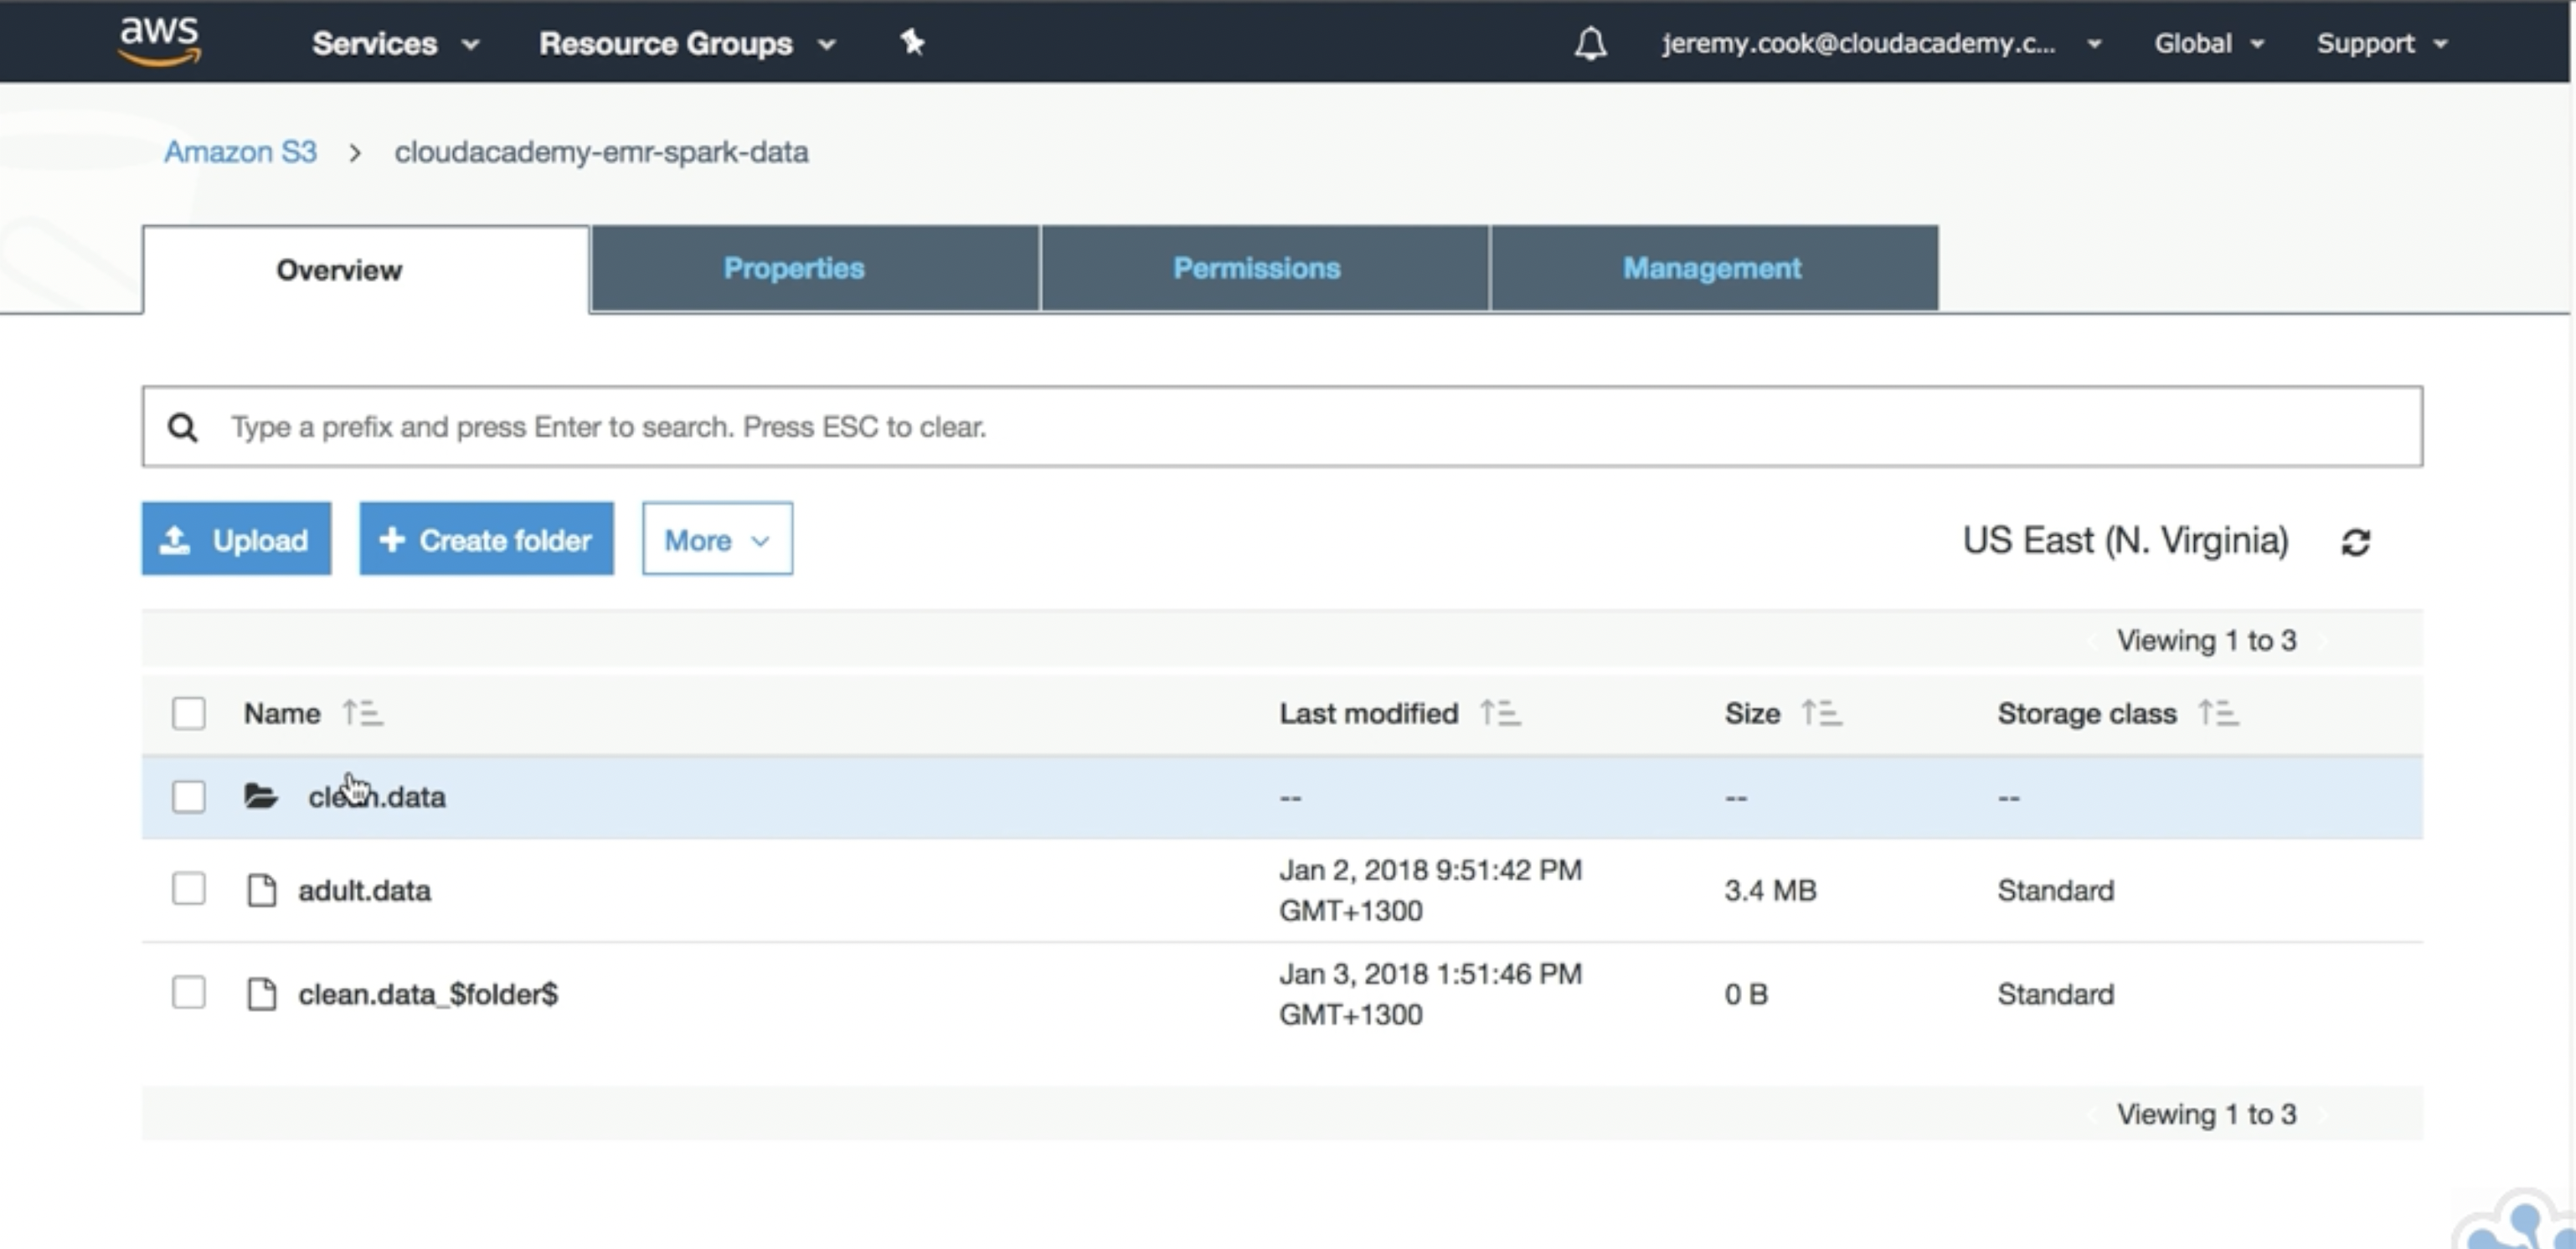 aws Services Resource Groups jeremy.cook@cloudacademy.c... Global Support
Amazon S3 > cloudacademy-emr-spark-data
Overview Properties Permissions Management
Type a prefix and press Enter to search. Press ESC to clear.
Upload + Create folder More US East (N. Virginia)
Viewing 1 to 3
Name Last modified Size Storage class
clean.data -- -- --
adult.data Jan 2, 2018 9:51:42 PM GMT+1300 3.4 MB Standard
clean.data_$folder$ Jan 3, 2018 1:51:46 PM GMT+1300 0 B Standard
Viewing 1 to 3